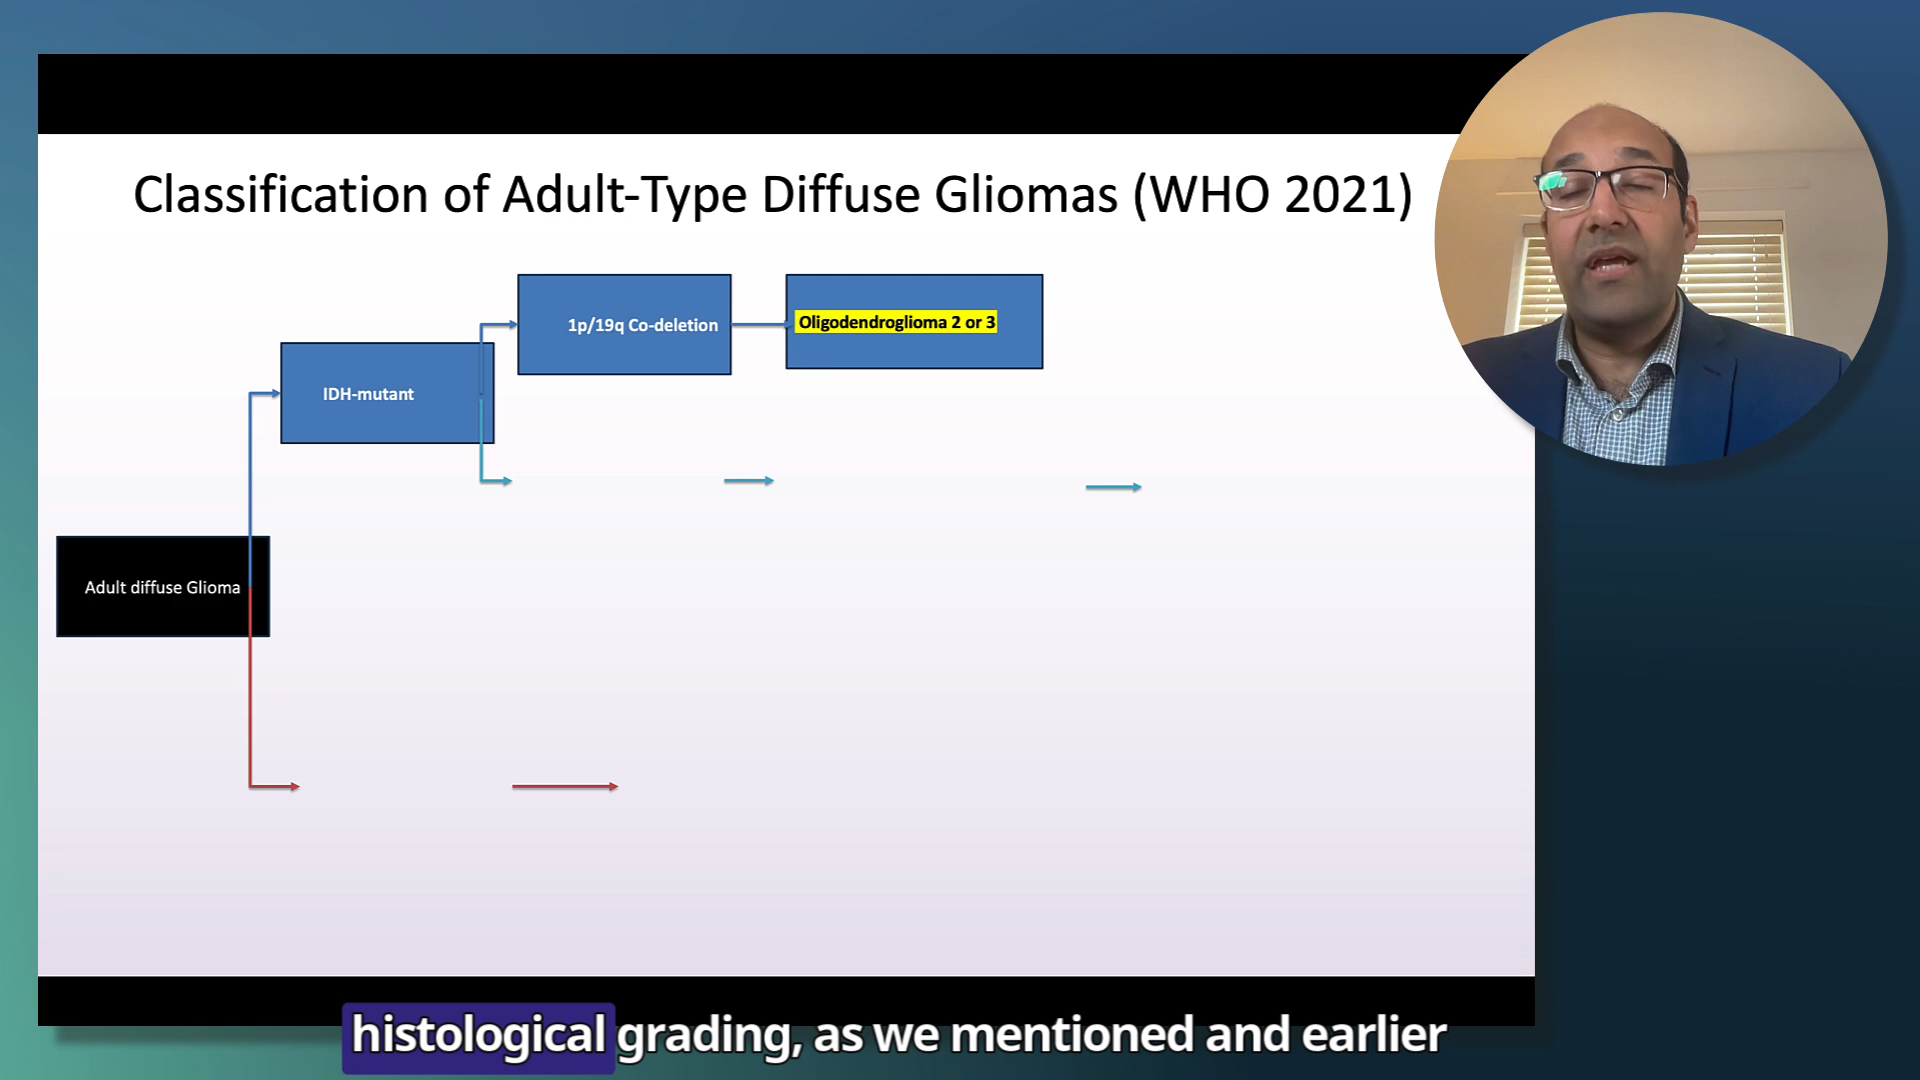 Classification of Adult-Type Diffuse Gliomas (WHO 2021)
1p/19q Co-deletion
Oligodendroglioma 2 or 3
IDH-mutant
Adult diffuse Glioma
histological grading, as we mentioned and earlier